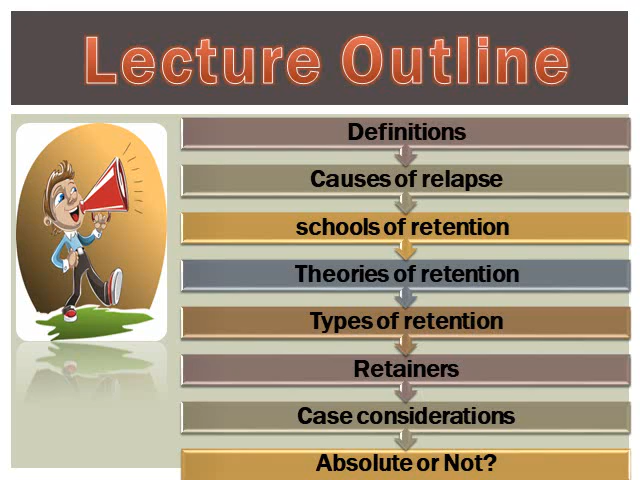 Lecture Outline
Definitions
Causes of relapse
schools of retention
Theories of retention
Types of retention
Retainers
Case considerations
Absolute or Not?